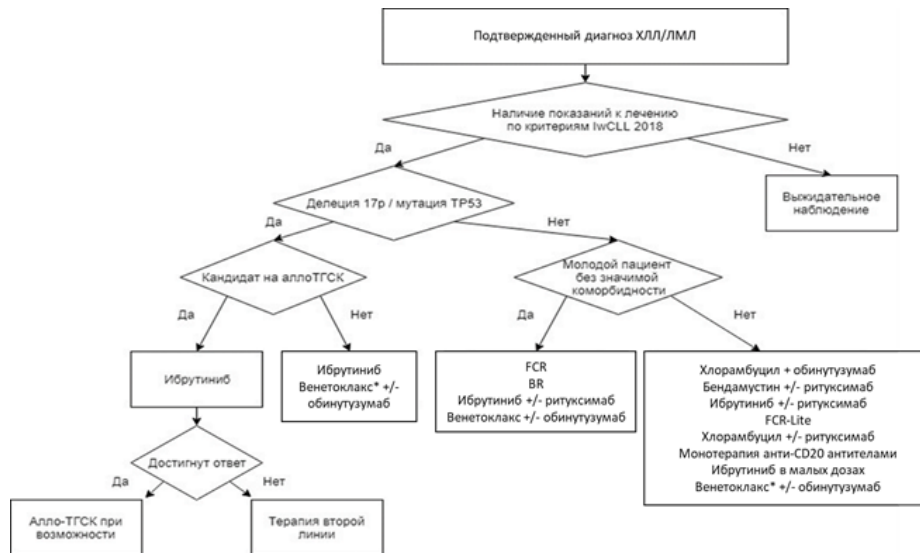 Подтвержденный диагноз ХЛЛ/ЛМЛ
Наличие показаний к лечению
по критериям IwCLL 2018
Да
Нет
Делеция 17p / мутация TP53
Выжидательное
наблюдение
Да
Нет
Кандидат на аллоТГСК
Молодой пациент
без значимой
коморбидности
Да
Нет
Да
Нет
Ибрутиниб
Ибрутиниб
Венетоклакс* +/-
обинутузумаб
FCR
BR
Ибрутиниб +/- ритуксимаб
Венетоклакс +/- обинутузумаб
Хлорамбуцил + обинутузумаб
Бендамустин +/- ритуксимаб
Ибрутиниб +/- ритуксимаб
FCR-Lite
Хлорамбуцил +/- ритуксимаб
Монотерапия анти-CD20 антителами
Ибрутиниб в малых дозах
Венетоклакс* +/- обинутузумаб
Достигнут ответ
Да
Нет
Алло-ТГСК при
возможности
Терапия второй
линии